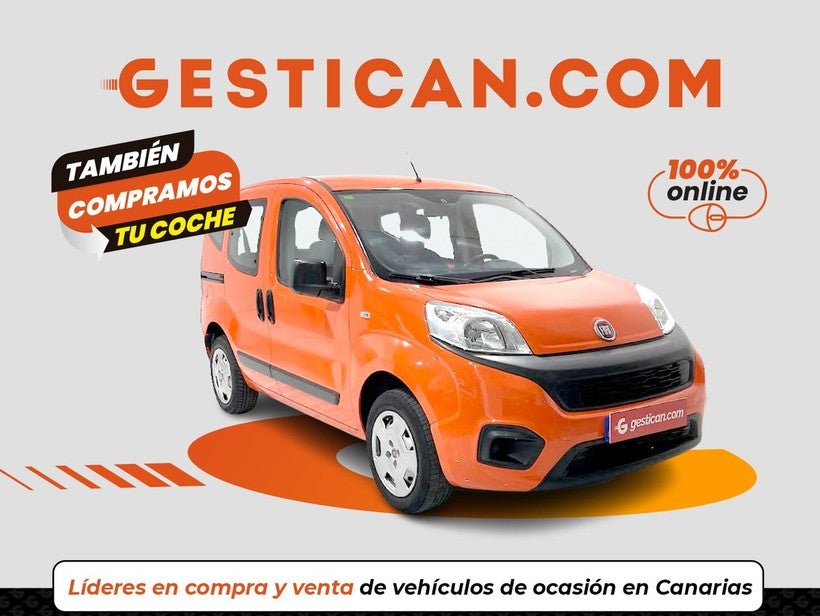 GESTICAN.COM
TAMBIÉN
COMPRAMOS
TU COCHE
100%
online
FIAT
gestican.com
Líderes en compra y venta de vehículos de ocasión en Canarias